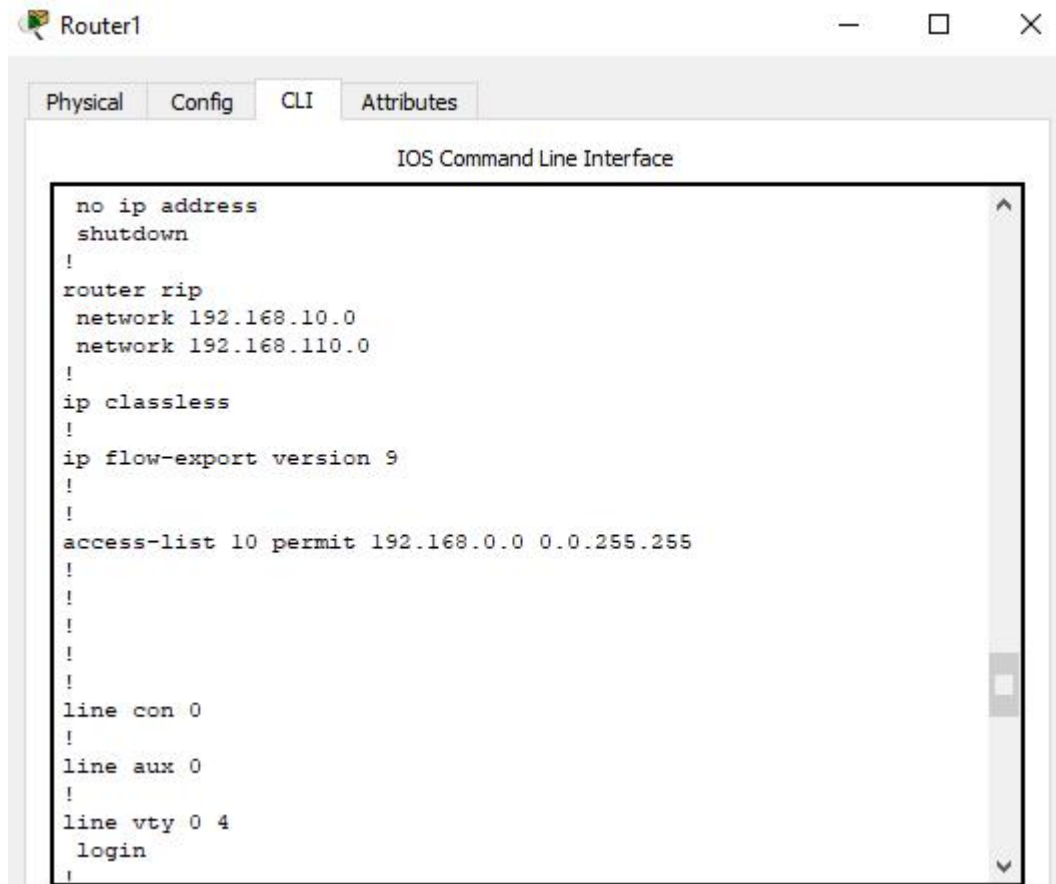 Router1
Physical Config CLI Attributes
IOS Command Line Interface
no ip address
shutdown
!
router rip
network 192.168.10.0
network 192.168.110.0
!
ip classless
!
ip flow-export version 9
!
!
access-list 10 permit 192.168.0.0 0.0.255.255
!
!
!
!
!
line con 0
!
line aux 0
!
line vty 0 4
login
!